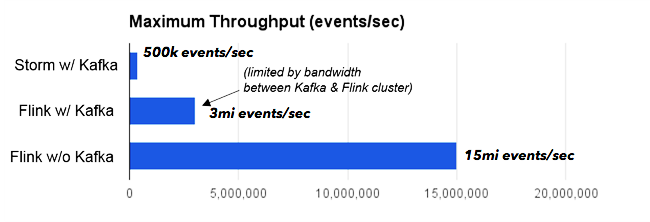 Maximum Throughput (events/sec)
Storm w/ Kafka
500k events/sec
(limited by bandwidth
between Kafka & Flink cluster)
Flink w/ Kafka
3mi events/sec
Flink w/o Kafka
15mi events/sec
0 5,000,000 10,000,000 15,000,000 20,000,000